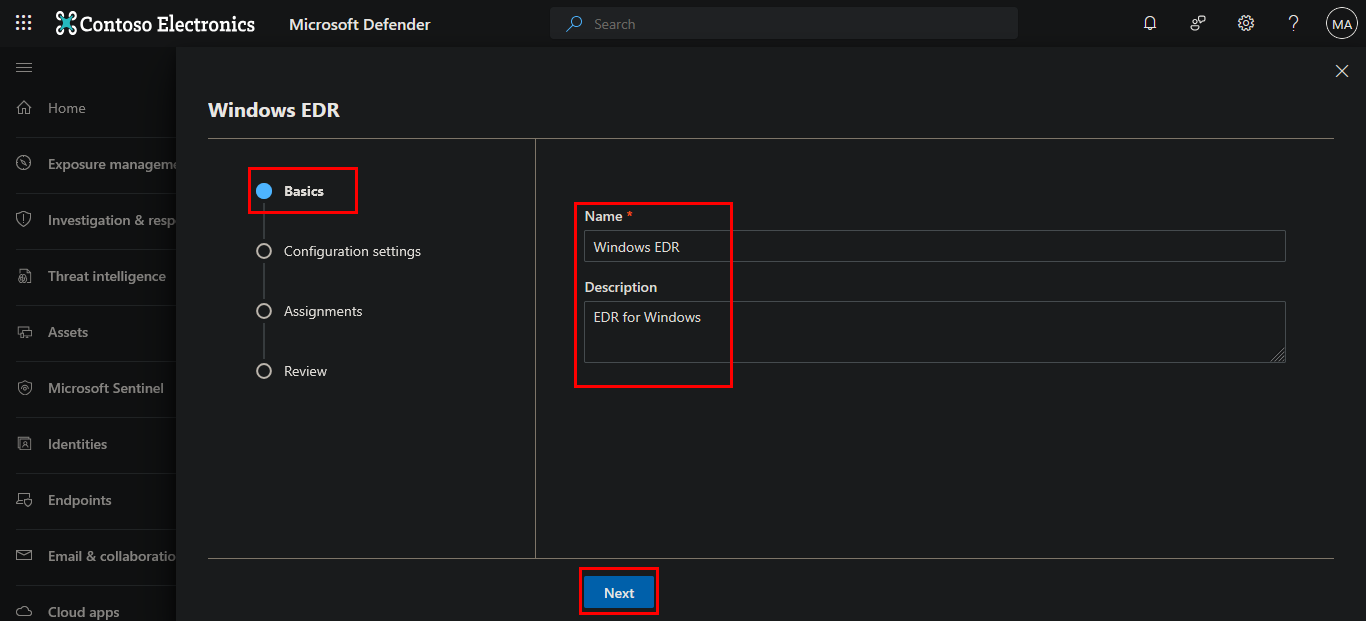 Contoso Electronics
Microsoft Defender
Search
?
MA
Home
Exposure manageme
Investigation & resp
Threat intelligence
Assets
Microsoft Sentinel
Identities
Endpoints
Email & collaboratio
Cloud apps
Windows EDR
Basics
Configuration settings
Assignments
Review
Name *
Windows EDR
Description
EDR for Windows
Next